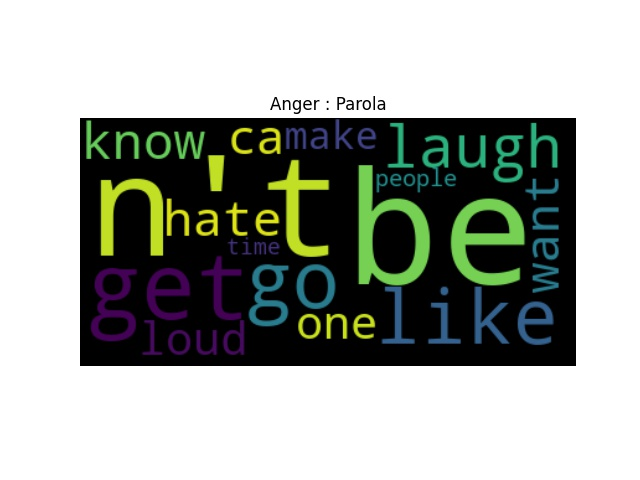 Anger : Parola
know
ca
make
laugh
people
n't
be
hate
want
time
get
go
like
one
loud